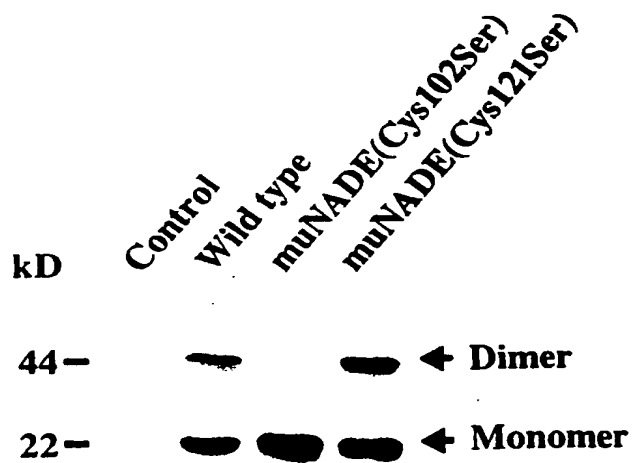 Control
Wild type
muNADE(Cys102Ser)
muNADE(Cys121Ser)
kD
44 Dimer
22 Monomer